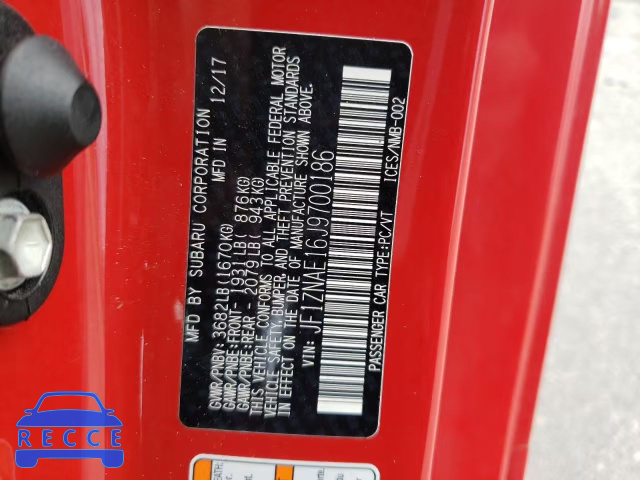 MFD BY SUBARU CORPORATION
MFD IN 12/17
GVWR/PNBV: 3682LB(1670KG)
GAWR/PNBE:FRONT- 1931LB( 876KG)
GAWR/PNBE:REAR - 2079LB( 943KG)
THIS VEHICLE CONFORMS TO ALL APPLICABLE FEDERAL MOTOR
VEHICLE SAFETY, BUMPER, AND THEFT PREVENTION STANDARDS
IN EFFECT ON THE DATE OF MANUFACTURE SHOWN ABOVE.
VIN: JF1ZNAE16J9700186
PASSENGER CAR TYPE:PC/VT ICES/NMB-002
RECCE